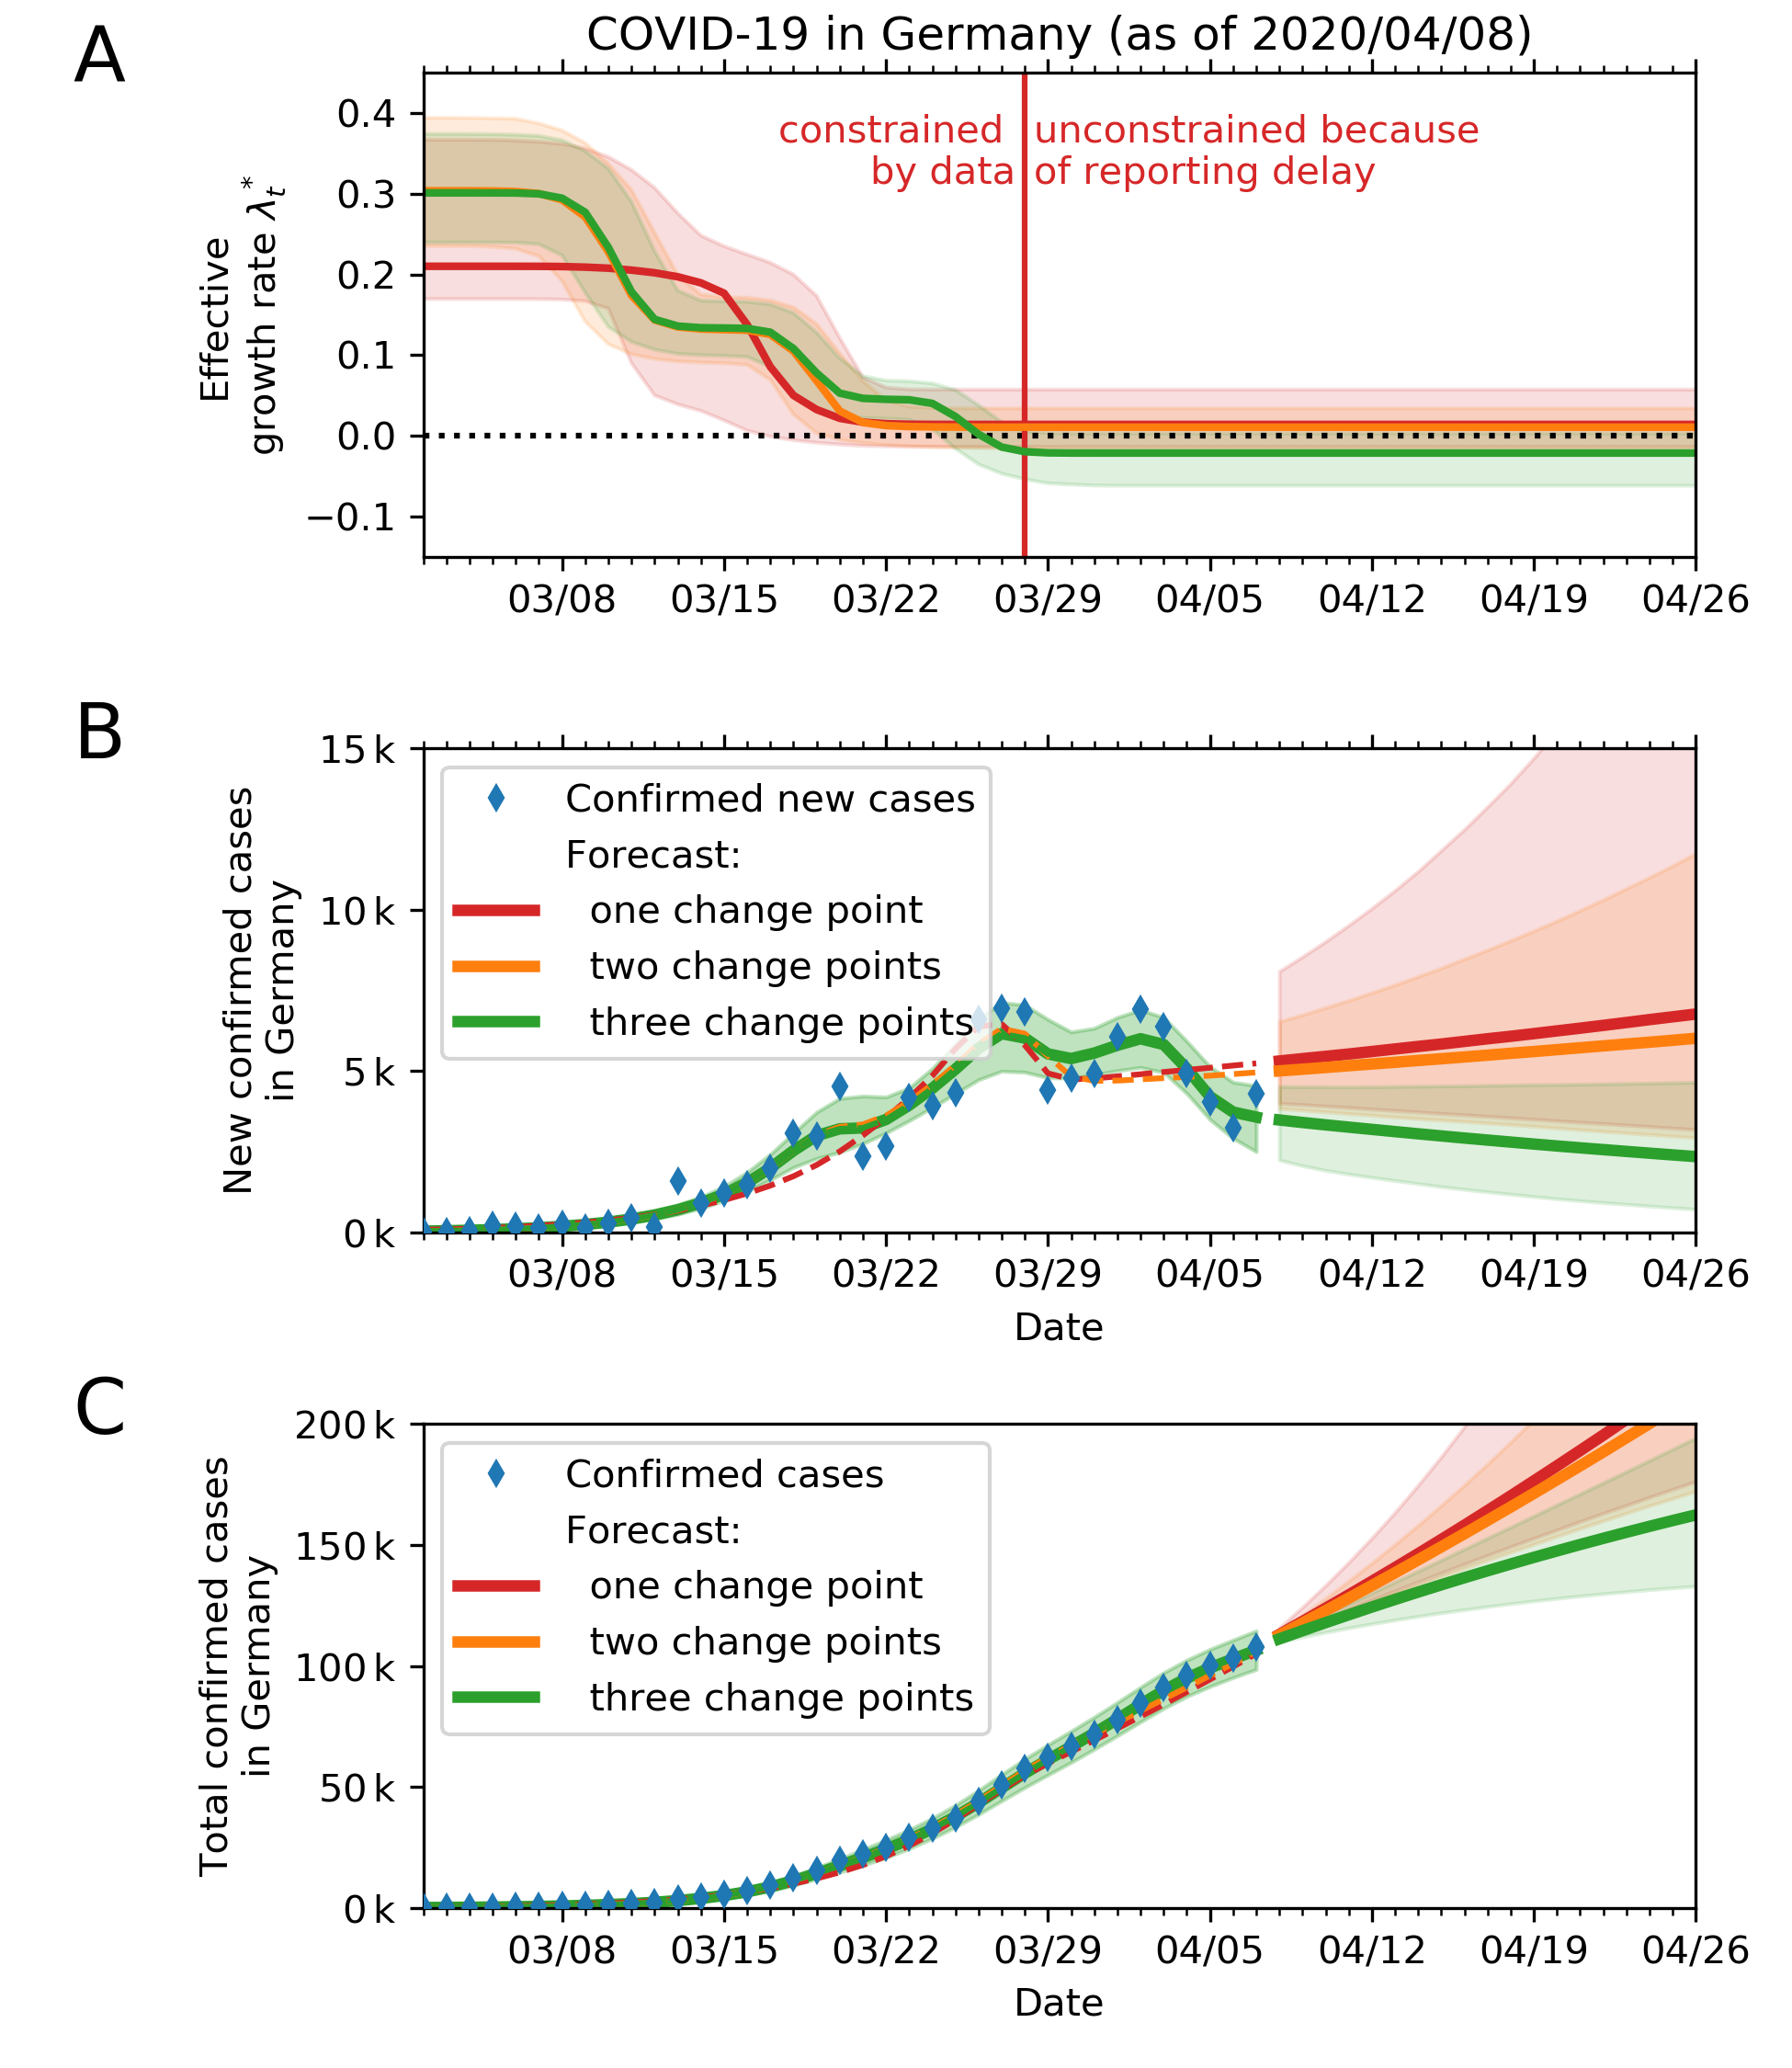 A
COVID-19 in Germany (as of 2020/04/08)
Effective
growth rate λ*t
0.4
0.3
0.2
0.1
0.0
−0.1
constrained
by data
unconstrained because
of reporting delay
03/08 03/15 03/22 03/29 04/05 04/12 04/19 04/26
B
New confirmed cases
in Germany
15 k
10 k
5 k
0 k
Confirmed new cases
Forecast:
one change point
two change points
three change points
03/08 03/15 03/22 03/29 04/05 04/12 04/19 04/26
Date
C
Total confirmed cases
in Germany
200 k
150 k
100 k
50 k
0 k
Confirmed cases
Forecast:
one change point
two change points
three change points
03/08 03/15 03/22 03/29 04/05 04/12 04/19 04/26
Date